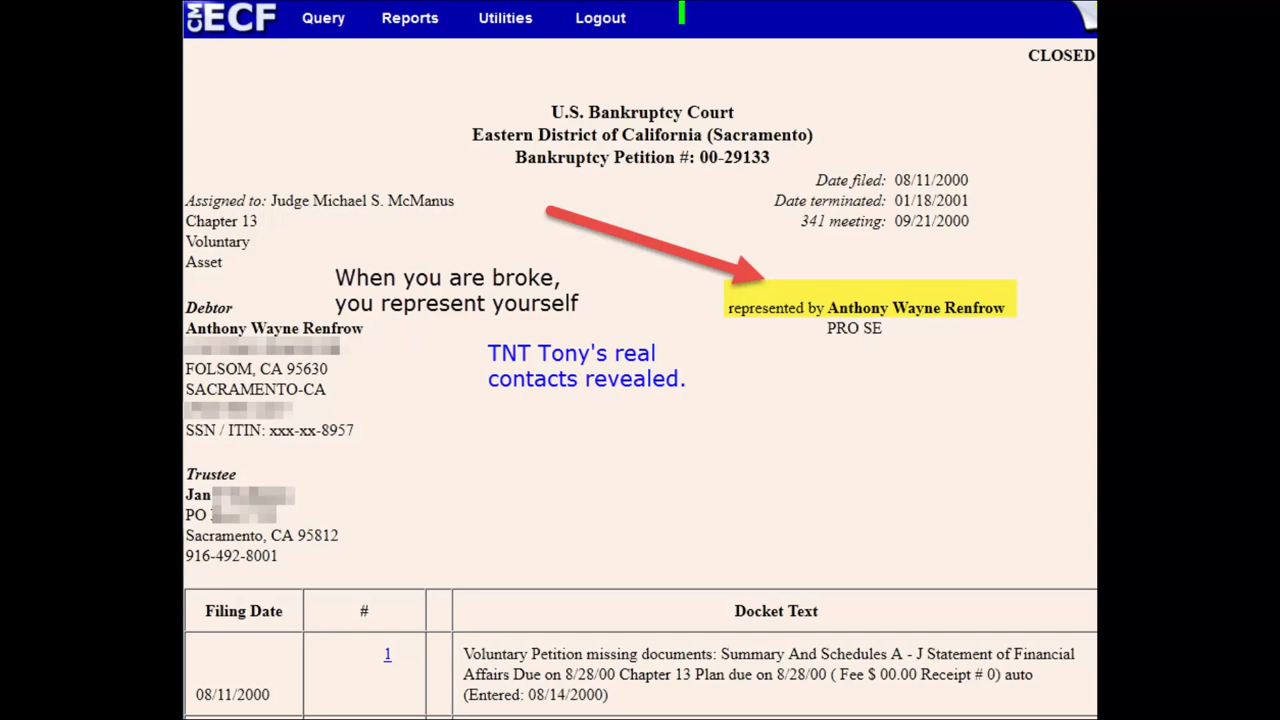 CM ECF Query Reports Utilities Logout
CLOSED
U.S. Bankruptcy Court
Eastern District of California (Sacramento)
Bankruptcy Petition #: 00-29133
Date filed: 08/11/2000
Assigned to: Judge Michael S. McManus
Date terminated: 01/18/2001
Chapter 13
341 meeting: 09/21/2000
Voluntary
Asset
When you are broke,
you represent yourself
Debtor
represented by Anthony Wayne Renfrow
Anthony Wayne Renfrow
PRO SE
TNT Tony's real
contacts revealed.
FOLSOM, CA 95630
SACRAMENTO-CA
SSN / ITIN: xxx-xx-8957
Trustee
Jan
PO
Sacramento, CA 95812
916-492-8001
Filing Date # Docket Text
1
08/11/2000
Voluntary Petition missing documents: Summary And Schedules A - J Statement of Financial
Affairs Due on 8/28/00 Chapter 13 Plan due on 8/28/00 ( Fee $ 00.00 Receipt # 0) auto
(Entered: 08/14/2000)